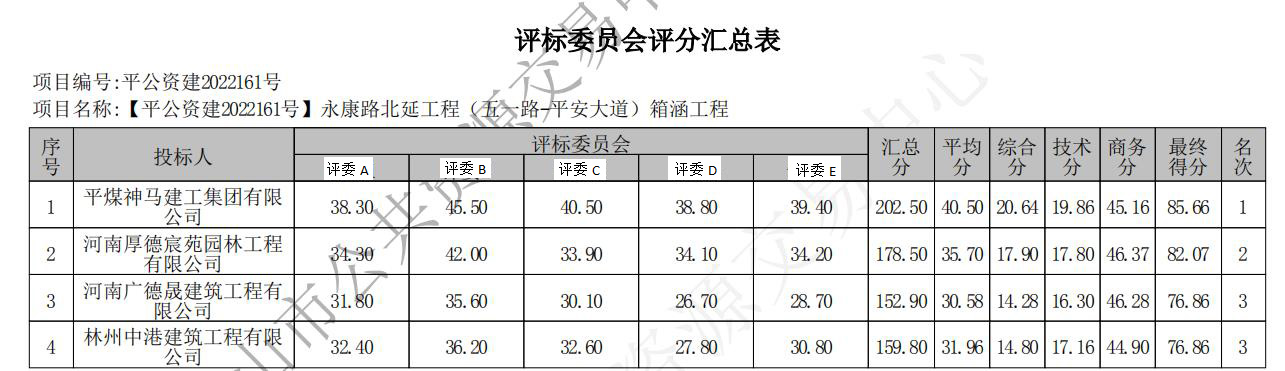 评标委员会评分汇总表
项目编号:平公资建2022161号
项目名称:【平公资建2022161号】永康路北延工程（五一路—平安大道）箱涵工程
序号 投标人 评标委员会 汇总分 平均分 综合分 技术分 商务分 最终得分 名次
评委 A 评委 B 评委 C 评委 D 评委 E
1 平煤神马建工集团有限公司 38.30 45.50 40.50 38.80 39.40 202.50 40.50 20.64 19.86 45.16 85.66 1
2 河南厚德宸苑园林工程有限公司 34.30 42.00 33.90 34.10 34.20 178.50 35.70 17.90 17.80 46.37 82.07 2
3 河南广德晟建筑工程有限公司 31.80 35.60 30.10 26.70 28.70 152.90 30.58 14.28 16.30 46.28 76.86 3
4 林州中港建筑工程有限公司 32.40 36.20 32.60 27.80 30.80 159.80 31.96 14.80 17.16 44.90 76.86 3